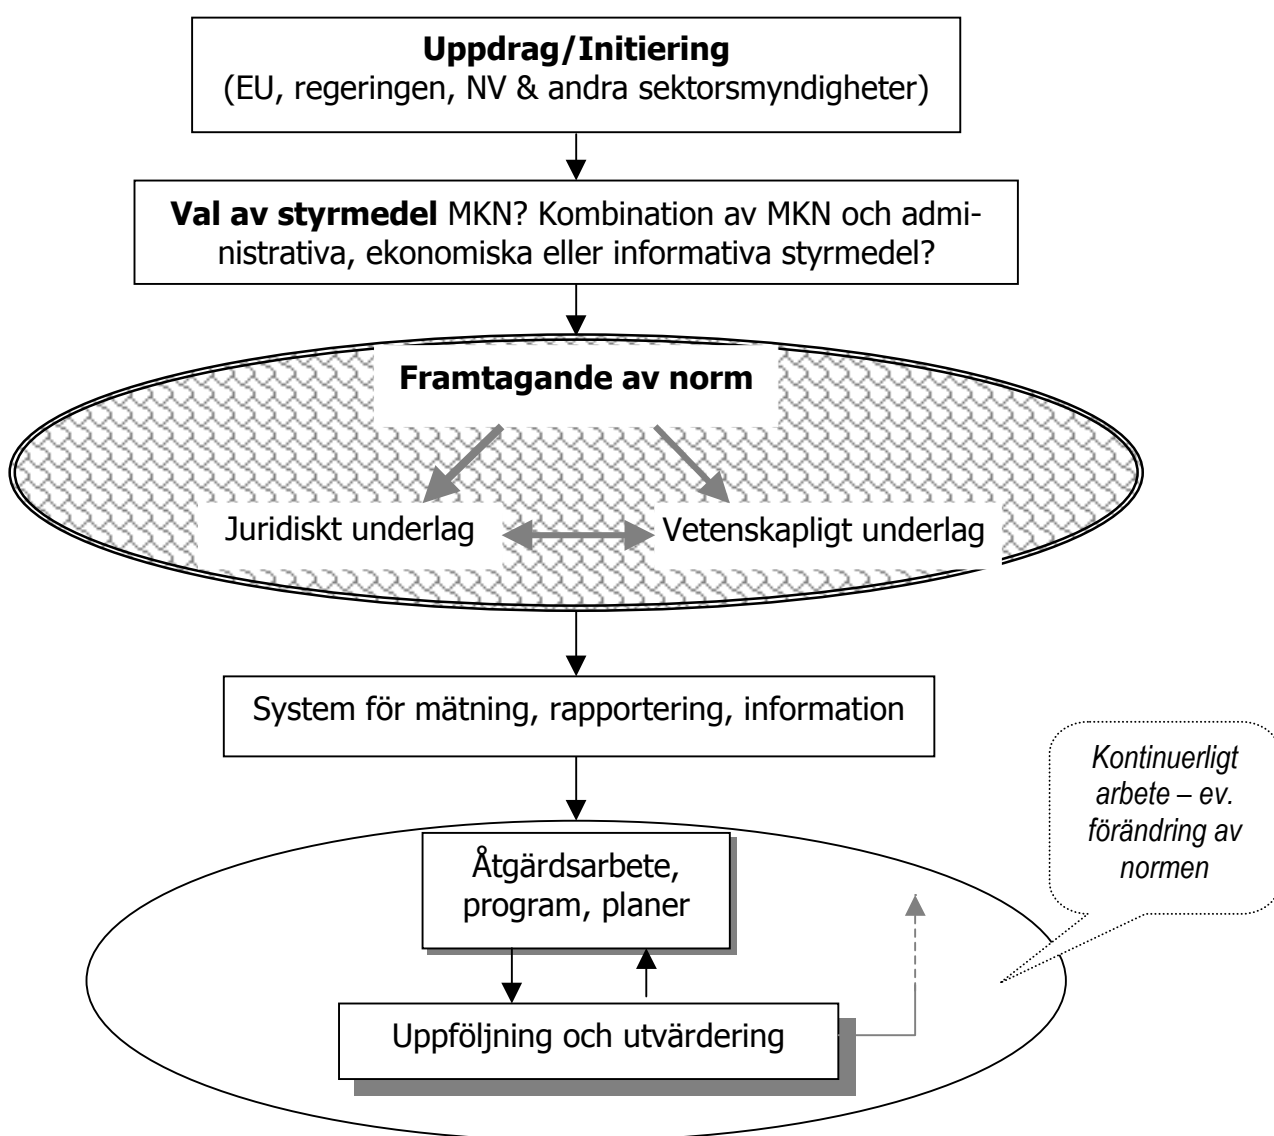 Uppdrag/Initiering
(EU, regeringen, NV & andra sektorsmyndigheter)
Val av styrmedel MKN? Kombination av MKN och admi-
nistrativa, ekonomiska eller informativa styrmedel?
Framtagande av norm
Juridiskt underlag
Vetenskapligt underlag
System för mätning, rapportering, information
Kontinuerligt
arbete – ev.
förändring av
normen
Åtgärdsarbete,
program, planer
Uppföljning och utvärdering